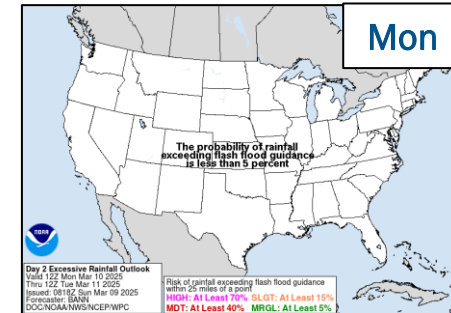 Mon
The probability of rainfall
exceeding flash flood guidance
is less than 5 percent
NOAA
Day 2 Excessive Rainfall Outlook
Valid 12Z Mon Mar 10 2025
Thru 12Z Tue Mar 11 2025
Issued: 0818Z Sun Mar 09 2025
Forecaster: BANN
DOC/NOAA/NWS/NCEP/WPC
Risk of rainfall exceeding flash flood guidance
within 25 miles of a point
HIGH: At Least 70% SLGT: At Least 15%
MDT: At Least 40% MRGL: At Least 5%